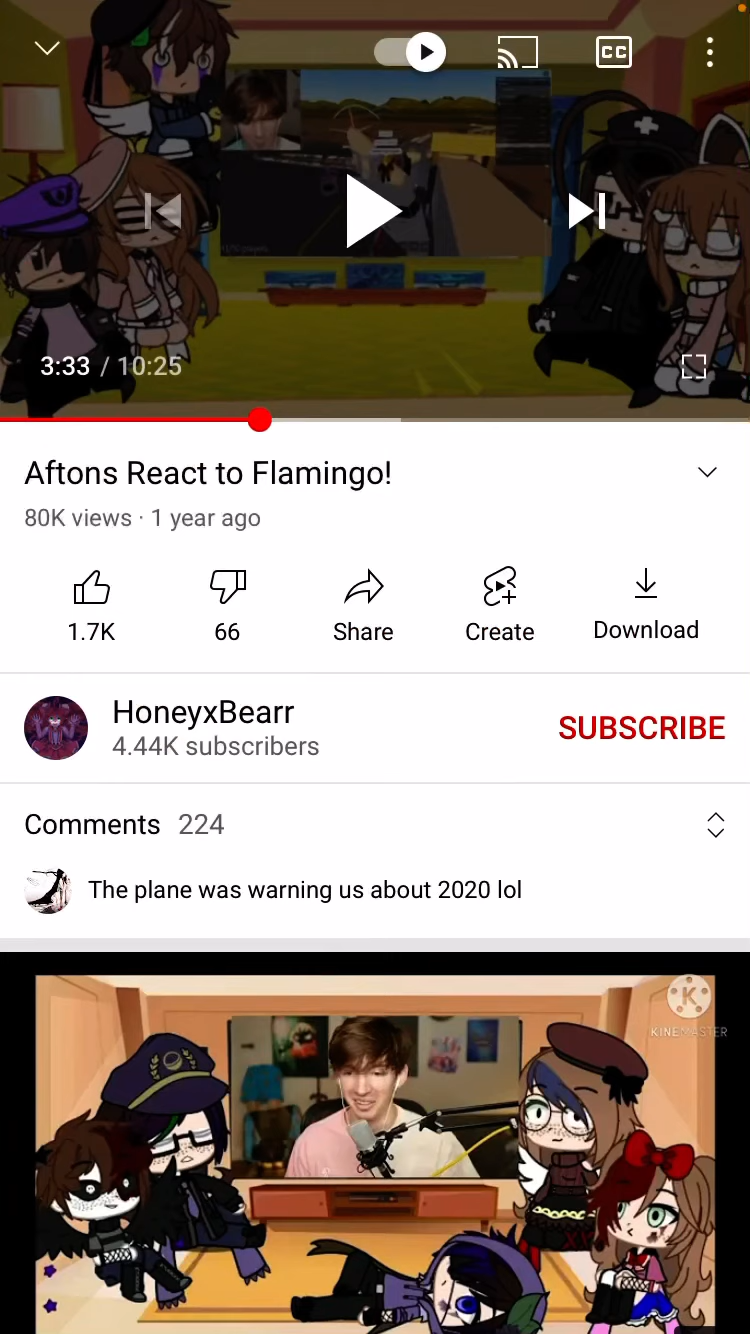 CC
3:33 / 10:25
Aftons React to Flamingo!
80K views · 1 year ago
1.7K
66
Share
Create
Download
HoneyxBearr
4.44K subscribers
SUBSCRIBE
Comments 224
The plane was warning us about 2020 lol
K
KINEMASTER